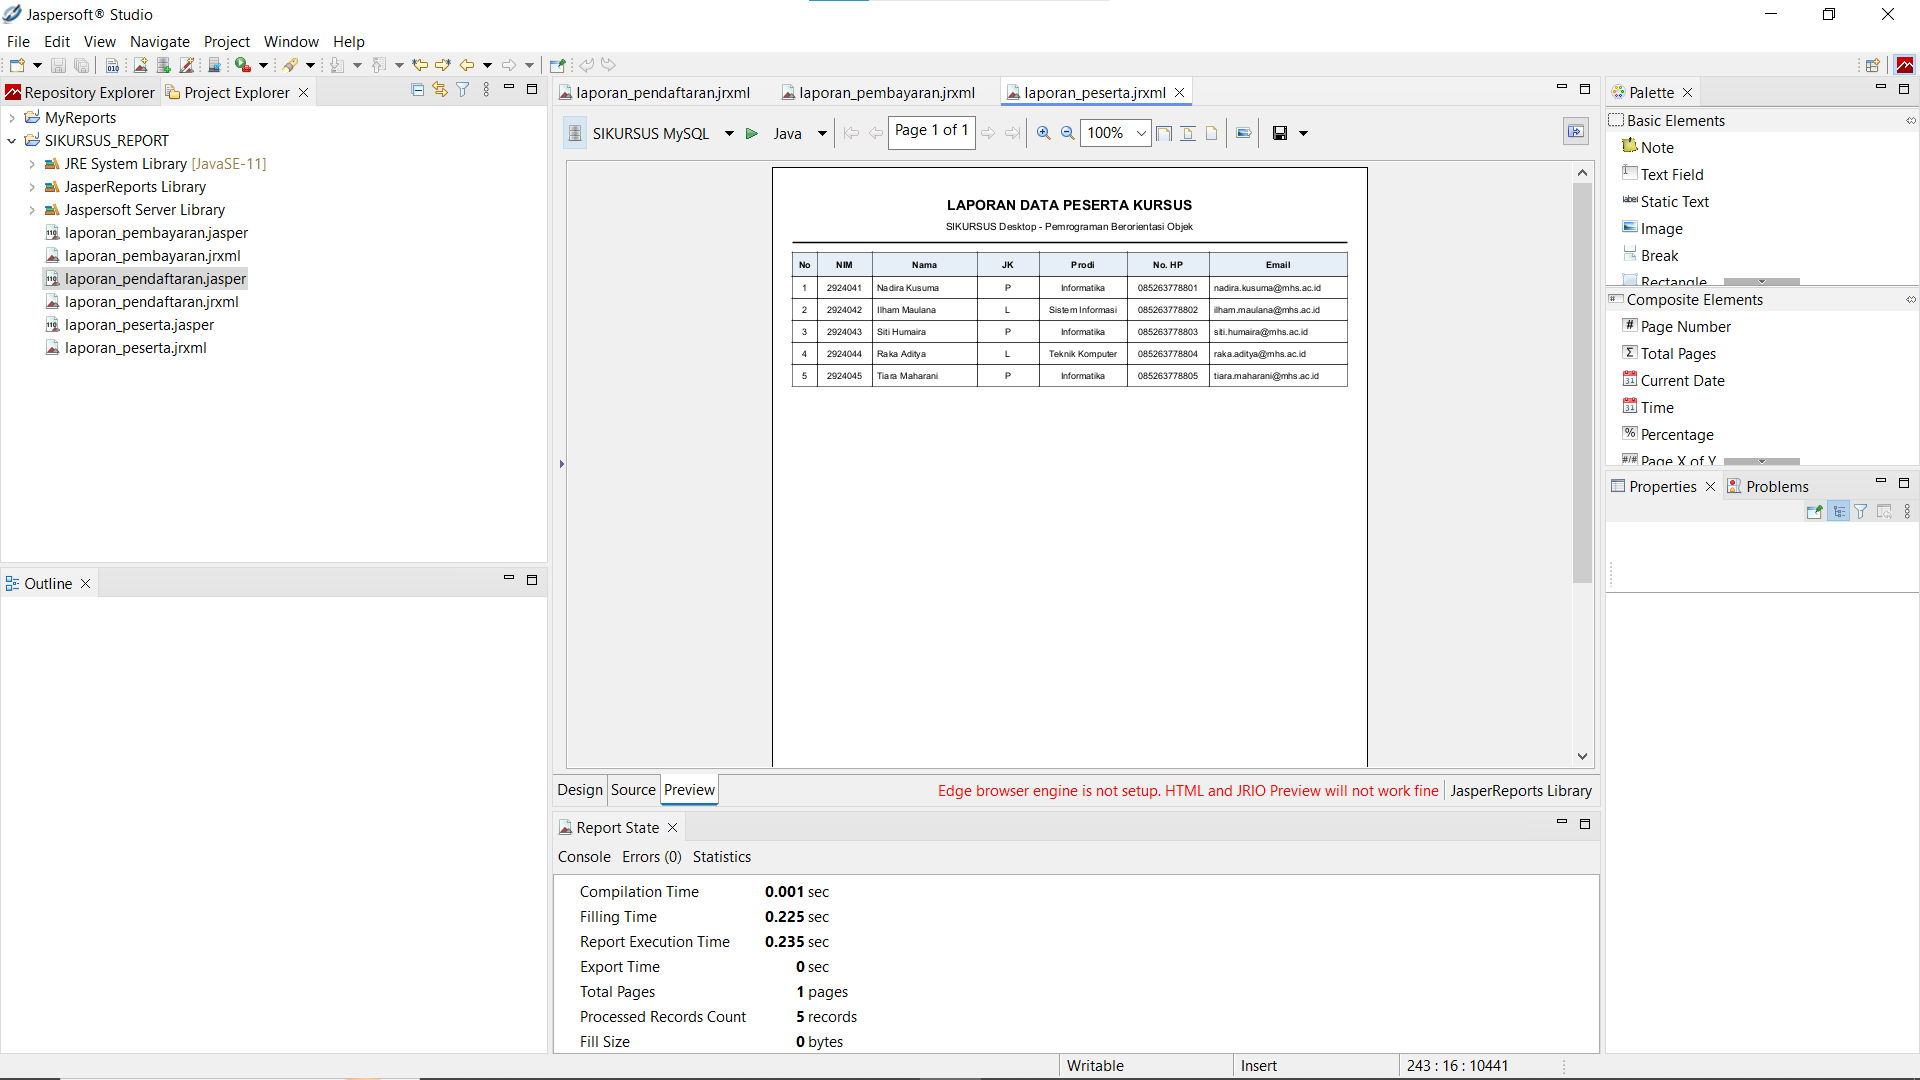 Jaspersoft® Studio
File Edit View Navigate Project Window Help
Repository Explorer Project Explorer
MyReports
SIKURSUS_REPORT
JRE System Library [JavaSE-11]
JasperReports Library
Jaspersoft Server Library
laporan_pembayaran.jasper
laporan_pembayaran.jrxml
laporan_pendaftaran.jasper
laporan_pendaftaran.jrxml
laporan_peserta.jasper
laporan_peserta.jrxml
Outline
laporan_pendaftaran.jrxml laporan_pembayaran.jrxml laporan_peserta.jrxml
SIKURSUS MySQL Java Page 1 of 1 100%
LAPORAN DATA PESERTA KURSUS
SIKURSUS Desktop - Pemrograman Berorientasi Objek
No NIM Nama JK Prodi No. HP Email
1 2924041 Nadira Kusuma P Informatika 085263778801 nadira.kusuma@mhs.ac.id
2 2924042 Ilham Maulana L Sistem Informasi 085263778802 ilham.maulana@mhs.ac.id
3 2924043 Siti Humaira P Informatika 085263778803 siti.humaira@mhs.ac.id
4 2924044 Raka Aditya L Teknik Komputer 085263778804 raka.aditya@mhs.ac.id
5 2924045 Tiara Maharani P Informatika 085263778805 tiara.maharani@mhs.ac.id
Design Source Preview
Edge browser engine is not setup. HTML and JRIO Preview will not work fine JasperReports Library
Report State
Console Errors (0) Statistics
Compilation Time 0.001 sec
Filling Time 0.225 sec
Report Execution Time 0.235 sec
Export Time 0 sec
Total Pages 1 pages
Processed Records Count 5 records
Fill Size 0 bytes
Palette
Basic Elements
Note
Text Field
Static Text
Image
Break
Rectangle
Composite Elements
Page Number
Total Pages
Current Date
Time
Percentage
Page X of Y
Properties Problems
Writable Insert 243 : 16 : 10441